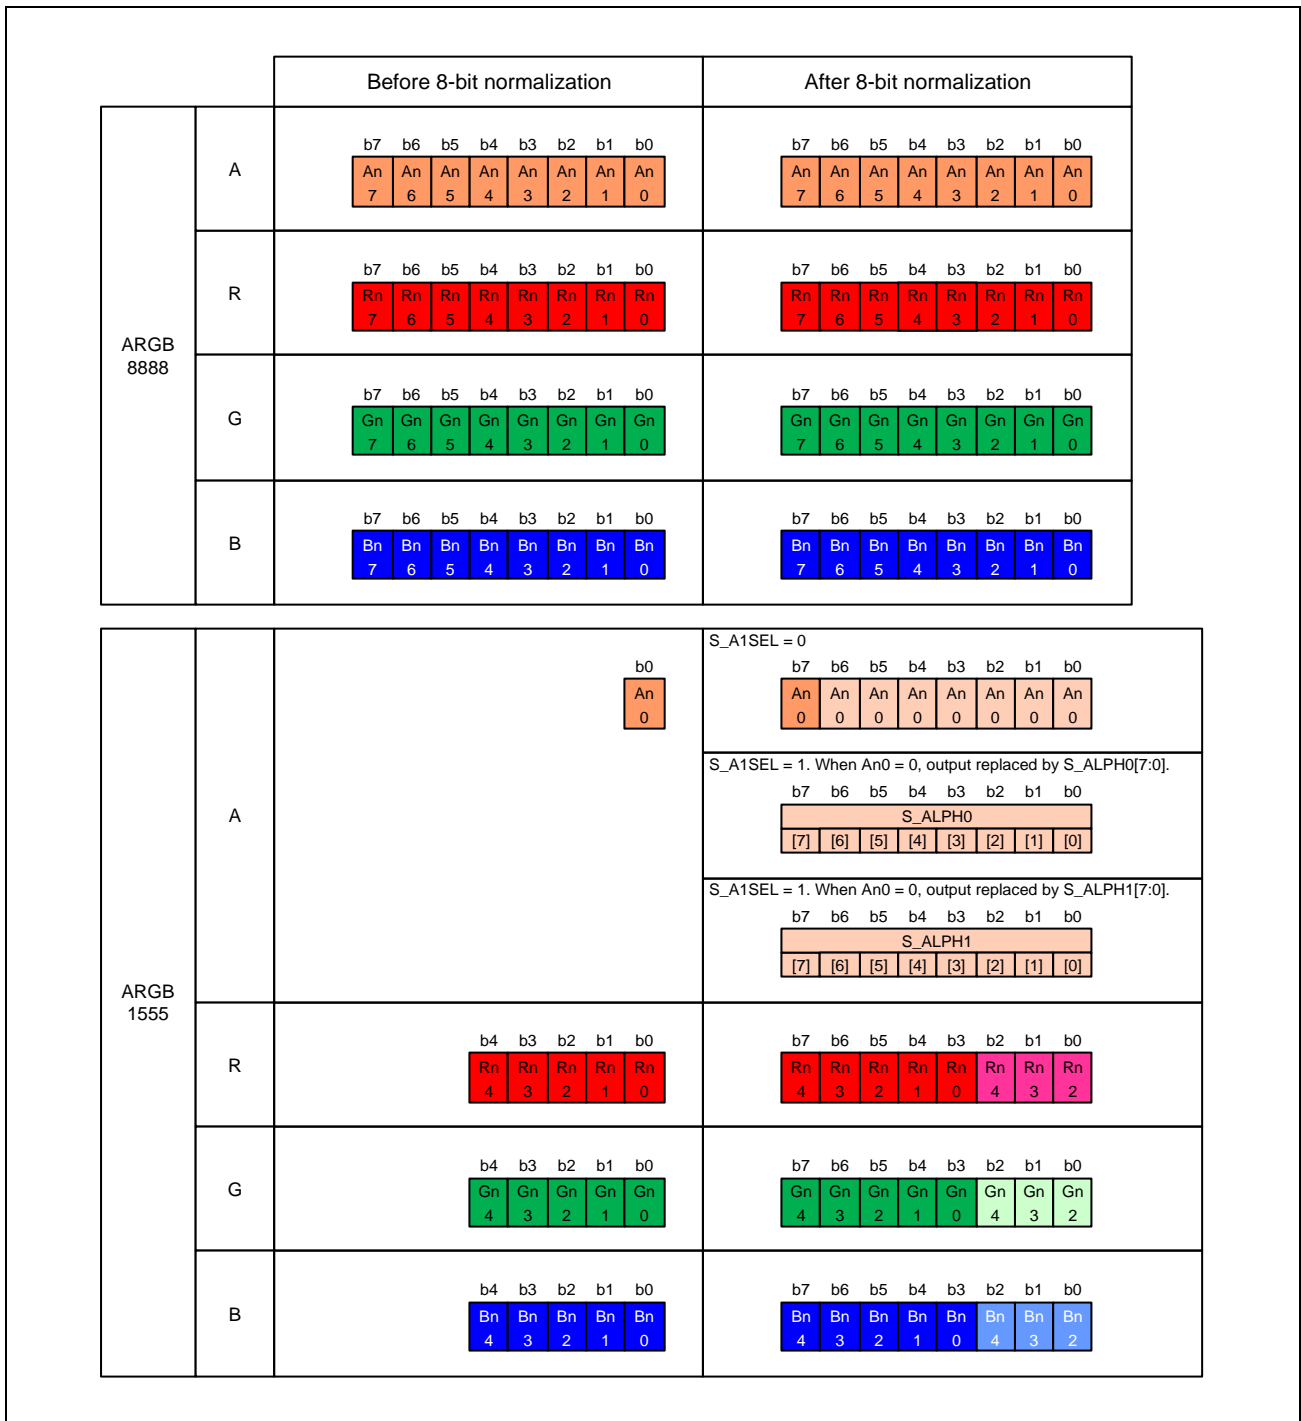 Before 8-bit normalization After 8-bit normalization
ARGB
8888
A
b7 b6 b5 b4 b3 b2 b1 b0 b7 b6 b5 b4 b3 b2 b1 b0
An An An An An An An An An An An An An An An An
7 6 5 4 3 2 1 0 7 6 5 4 3 2 1 0
R
b7 b6 b5 b4 b3 b2 b1 b0 b7 b6 b5 b4 b3 b2 b1 b0
Rn Rn Rn Rn Rn Rn Rn Rn Rn Rn Rn Rn Rn Rn Rn Rn
7 6 5 4 3 2 1 0 7 6 5 4 3 2 1 0
G
b7 b6 b5 b4 b3 b2 b1 b0 b7 b6 b5 b4 b3 b2 b1 b0
Gn Gn Gn Gn Gn Gn Gn Gn Gn Gn Gn Gn Gn Gn Gn Gn
7 6 5 4 3 2 1 0 7 6 5 4 3 2 1 0
B
b7 b6 b5 b4 b3 b2 b1 b0 b7 b6 b5 b4 b3 b2 b1 b0
Bn Bn Bn Bn Bn Bn Bn Bn Bn Bn Bn Bn Bn Bn Bn Bn
7 6 5 4 3 2 1 0 7 6 5 4 3 2 1 0
ARGB
1555
A
b0
An
0
S_A1SEL = 0
b7 b6 b5 b4 b3 b2 b1 b0
An An An An An An An An
0 0 0 0 0 0 0 0
S_A1SEL = 1. When An0 = 0, output replaced by S_ALPH0[7:0].
b7 b6 b5 b4 b3 b2 b1 b0
S_ALPH0
[7] [6] [5] [4] [3] [2] [1] [0]
S_A1SEL = 1. When An0 = 0, output replaced by S_ALPH1[7:0].
b7 b6 b5 b4 b3 b2 b1 b0
S_ALPH1
[7] [6] [5] [4] [3] [2] [1] [0]
R
b4 b3 b2 b1 b0 b7 b6 b5 b4 b3 b2 b1 b0
Rn Rn Rn Rn Rn Rn Rn Rn Rn Rn Rn Rn Rn
4 3 2 1 0 4 3 2 1 0 4 3 2
G
b4 b3 b2 b1 b0 b7 b6 b5 b4 b3 b2 b1 b0
Gn Gn Gn Gn Gn Gn Gn Gn Gn Gn Gn Gn Gn
4 3 2 1 0 4 3 2 1 0 4 3 2
B
b4 b3 b2 b1 b0 b7 b6 b5 b4 b3 b2 b1 b0
Bn Bn Bn Bn Bn Bn Bn Bn Bn Bn Bn Bn Bn
4 3 2 1 0 4 3 2 1 0 4 3 2